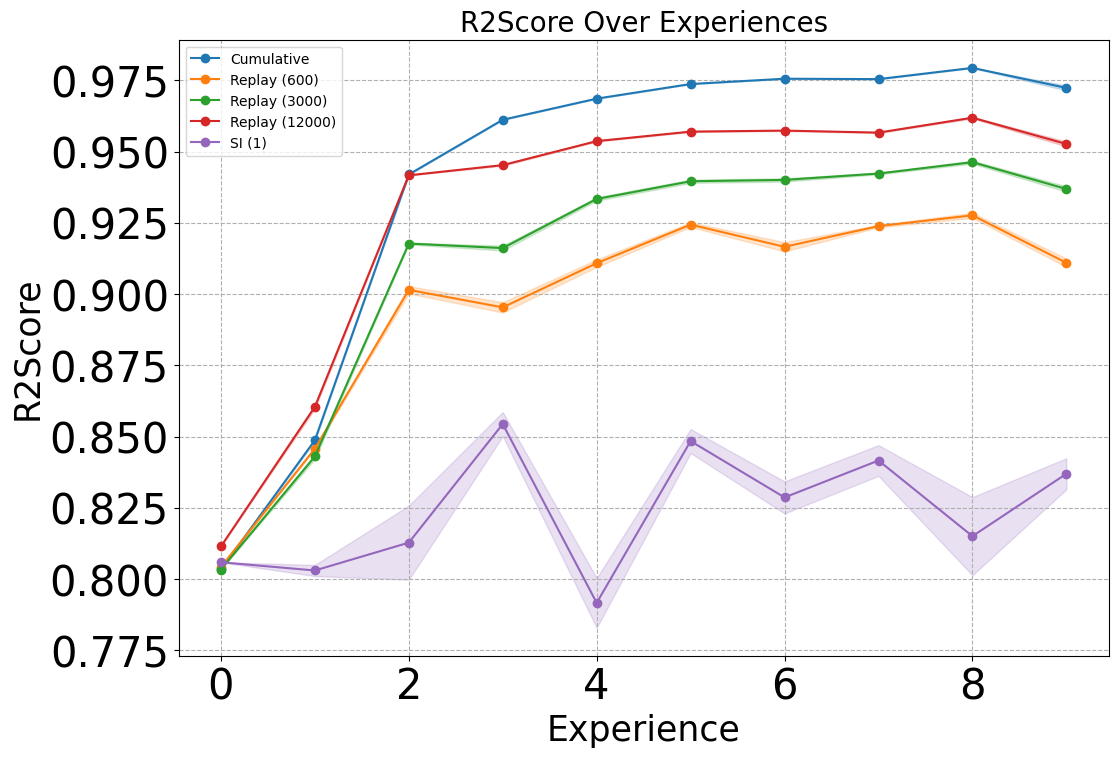 R2Score Over Experiences
Cumulative
Replay (600)
Replay (3000)
Replay (12000)
SI (1)
0.975
0.950
0.925
0.900
0.875
0.850
0.825
0.800
0.775
R2Score
0 2 4 6 8
Experience